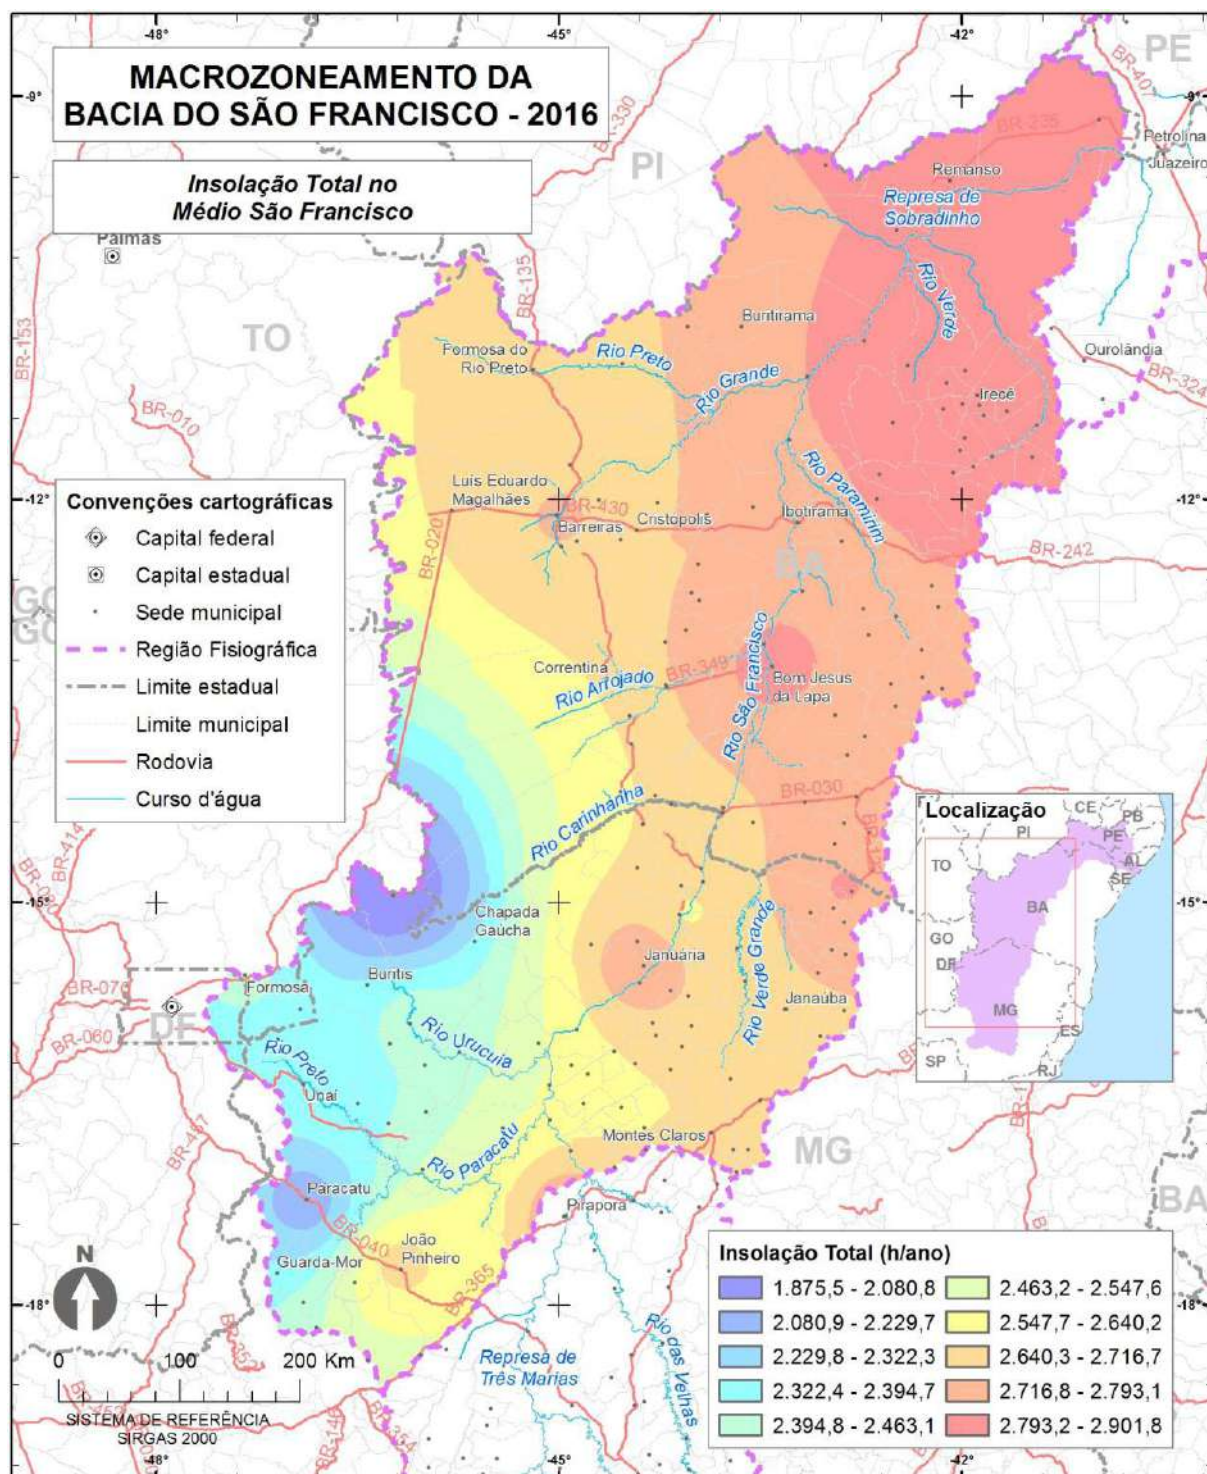 -48°
-45°
-42°
PE
MACROZONEAMENTO DA
BACIA DO SÃO FRANCISCO - 2016
-9°
-9°
BR-407
BR-330
BR-235
Petrolina
Juazeiro
PI
Remanso
Insolação Total no
Médio São Francisco
Represa de
Sobradinho
Palmas
BR-135
Rio Verde
BR-153
TO
Buritirama
Formosa do
Rio Preto
Rio Preto
Rio Grande
Ourolândia
BR-324
Irecê
BR-010
Luís Eduardo
Magalhães
Rio Paramirim
-12°
-12°
Convenções cartográficas
Capital federal
Capital estadual
Sede municipal
Região Fisiográfica
Limite estadual
Limite municipal
Rodovia
Curso d'água
BR-430
Cristopolis
Ibotirama
Barreiras
BR-020
BR-242
BA
GO
GO
Correntina
BR-349
Rio Arrojado
Rio São Francisco
Bom Jesus
da Lapa
BR-030
Rio Carinhanha
BR-414
Localização
CE
PB
PI
PE
TO
AL
SE
BA
GO
DF
MG
ES
SP
RJ
-15°
-15°
Chapada
Gaúcha
Januária
Rio Verde Grande
Janaúba
Buritis
Formosa
BR-070
DF
BR-060
Rio Urucuia
Rio Preto
Unaí
Rio Paracatu
Montes Claros
MG
Paracatu
Pirapora
BA
BR-040
João
Pinheiro
Guarda-Mor
BR-365
N
Insolação Total (h/ano)
1.875,5 - 2.080,8
2.080,9 - 2.229,7
2.229,8 - 2.322,3
2.322,4 - 2.394,7
2.394,8 - 2.463,1
2.463,2 - 2.547,6
2.547,7 - 2.640,2
2.640,3 - 2.716,7
2.716,8 - 2.793,1
2.793,2 - 2.901,8
-18°
-18°
Rio das Velhas
Represa de
Três Marias
0 100 200 Km
SISTEMA DE REFERÊNCIA
SIRGAS 2000
BR-354
-48°
-45°
-42°